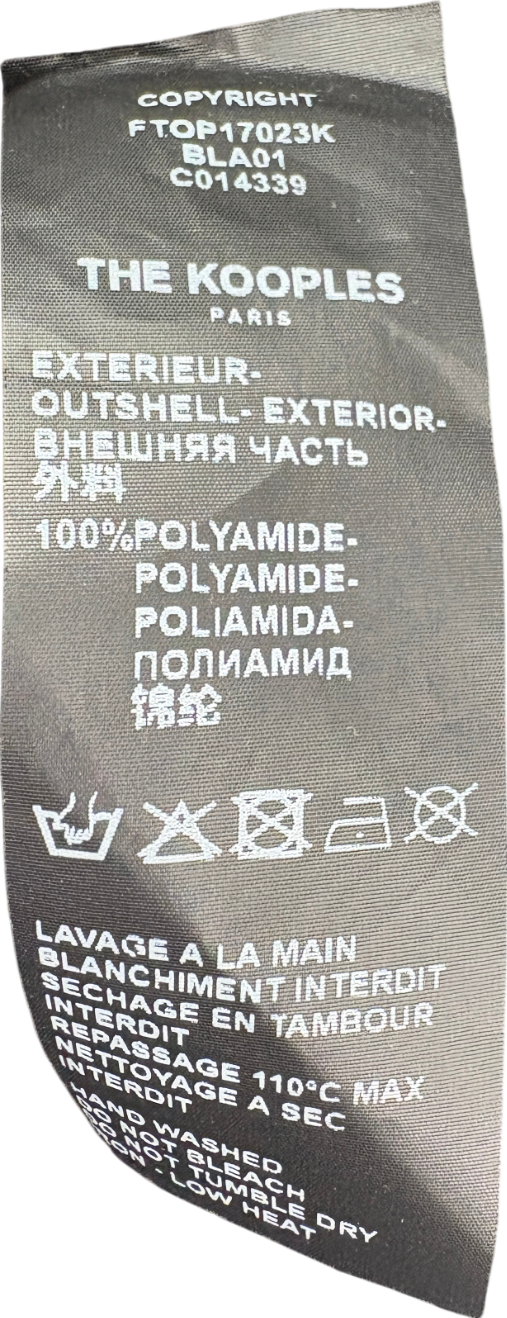 COPYRIGHT
FTOP17023K
BLA01
C014339
THE KOOPLES
PARIS
EXTERIEUR-
OUTSHELL- EXTERIOR-
ВНЕШНЯЯ ЧАСТЬ
外料
100%POLYAMIDE-
POLYAMIDE-
POLIAMIDA-
ПОЛИАМИД
锦纶
LAVAGE A LA MAIN
BLANCHIMENT INTERDIT
SECHAGE EN TAMBOUR
INTERDIT
REPASSAGE 110°C MAX
NETTOYAGE A SEC
INTERDIT
HAND WASHED
DO NOT BLEACH
DO NOT TUMBLE DRY
- LOW HEAT